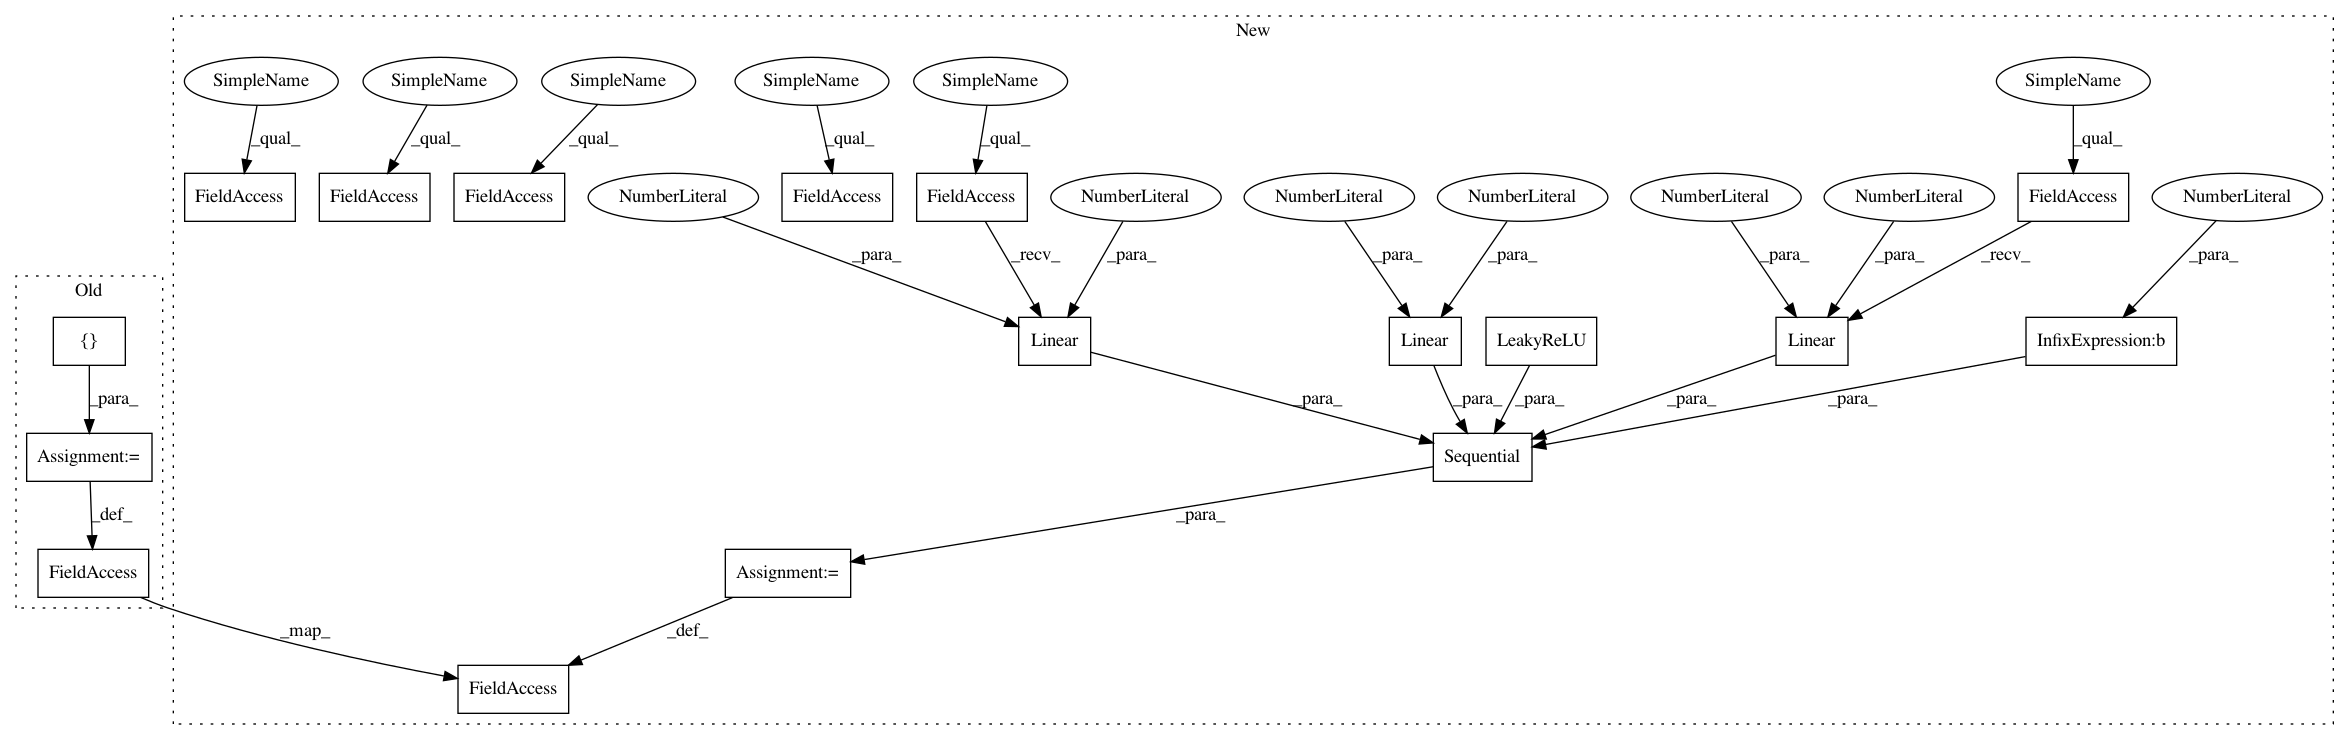 New
SimpleName SimpleName SimpleName SimpleName SimpleName SimpleName
_qual_ _qual_ _qual_ _qual_ _qual_ _qual_
FieldAccess FieldAccess FieldAccess NumberLiteral FieldAccess FieldAccess NumberLiteral NumberLiteral NumberLiteral NumberLiteral NumberLiteral FieldAccess NumberLiteral
_para_ _recv_ _para_ _para_ _para_ _para_ _para_ _recv_ _para_
Old
{} Linear Linear LeakyReLU Linear InfixExpression:b
_para_ _para_ _para_ _para_ _para_ _para_
Assignment:= Sequential
_def_ _para_
FieldAccess Assignment:=
_map_ _def_
FieldAccess